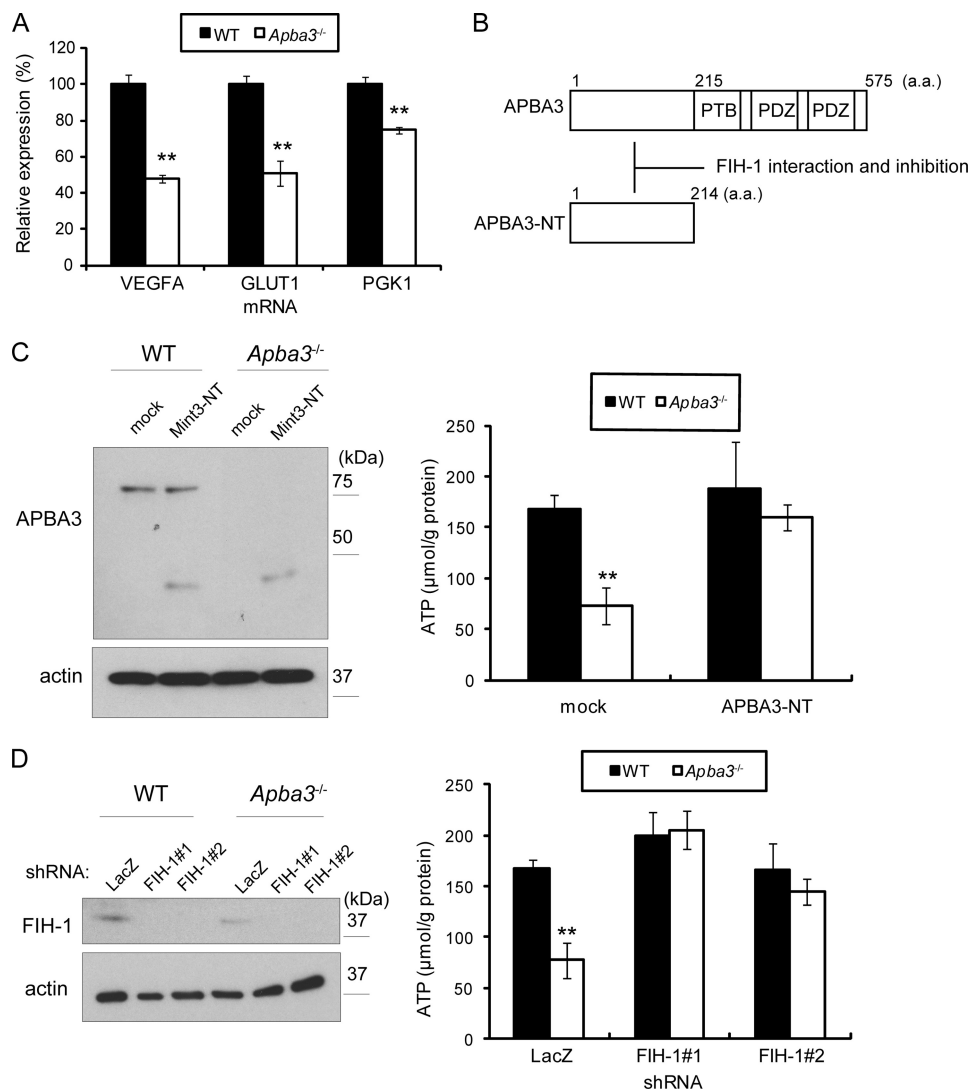 A
WT Apba3-/-
Relative expression (%)
120
100
80
60
40
20
0
** ** **
VEGFA GLUT1 PGK1
mRNA
B
1 215 575 (a.a.)
APBA3 PTB PDZ PDZ
FIH-1 interaction and inhibition
1 214 (a.a.)
APBA3-NT
C
WT Apba3-/-
mock Mint3-NT mock Mint3-NT
(kDa)
75
APBA3
50
actin
37
WT Apba3-/-
ATP (μmol/g protein)
250
200
150
100
50
0
**
mock APBA3-NT
D
WT Apba3-/-
shRNA: LacZ FIH-1#1 FIH-1#2 LacZ FIH-1#1 FIH-1#2
(kDa)
FIH-1 37
37
actin
WT Apba3-/-
ATP (μmol/g protein)
250
200
150
100
50
0
**
LacZ FIH-1#1 FIH-1#2
shRNA